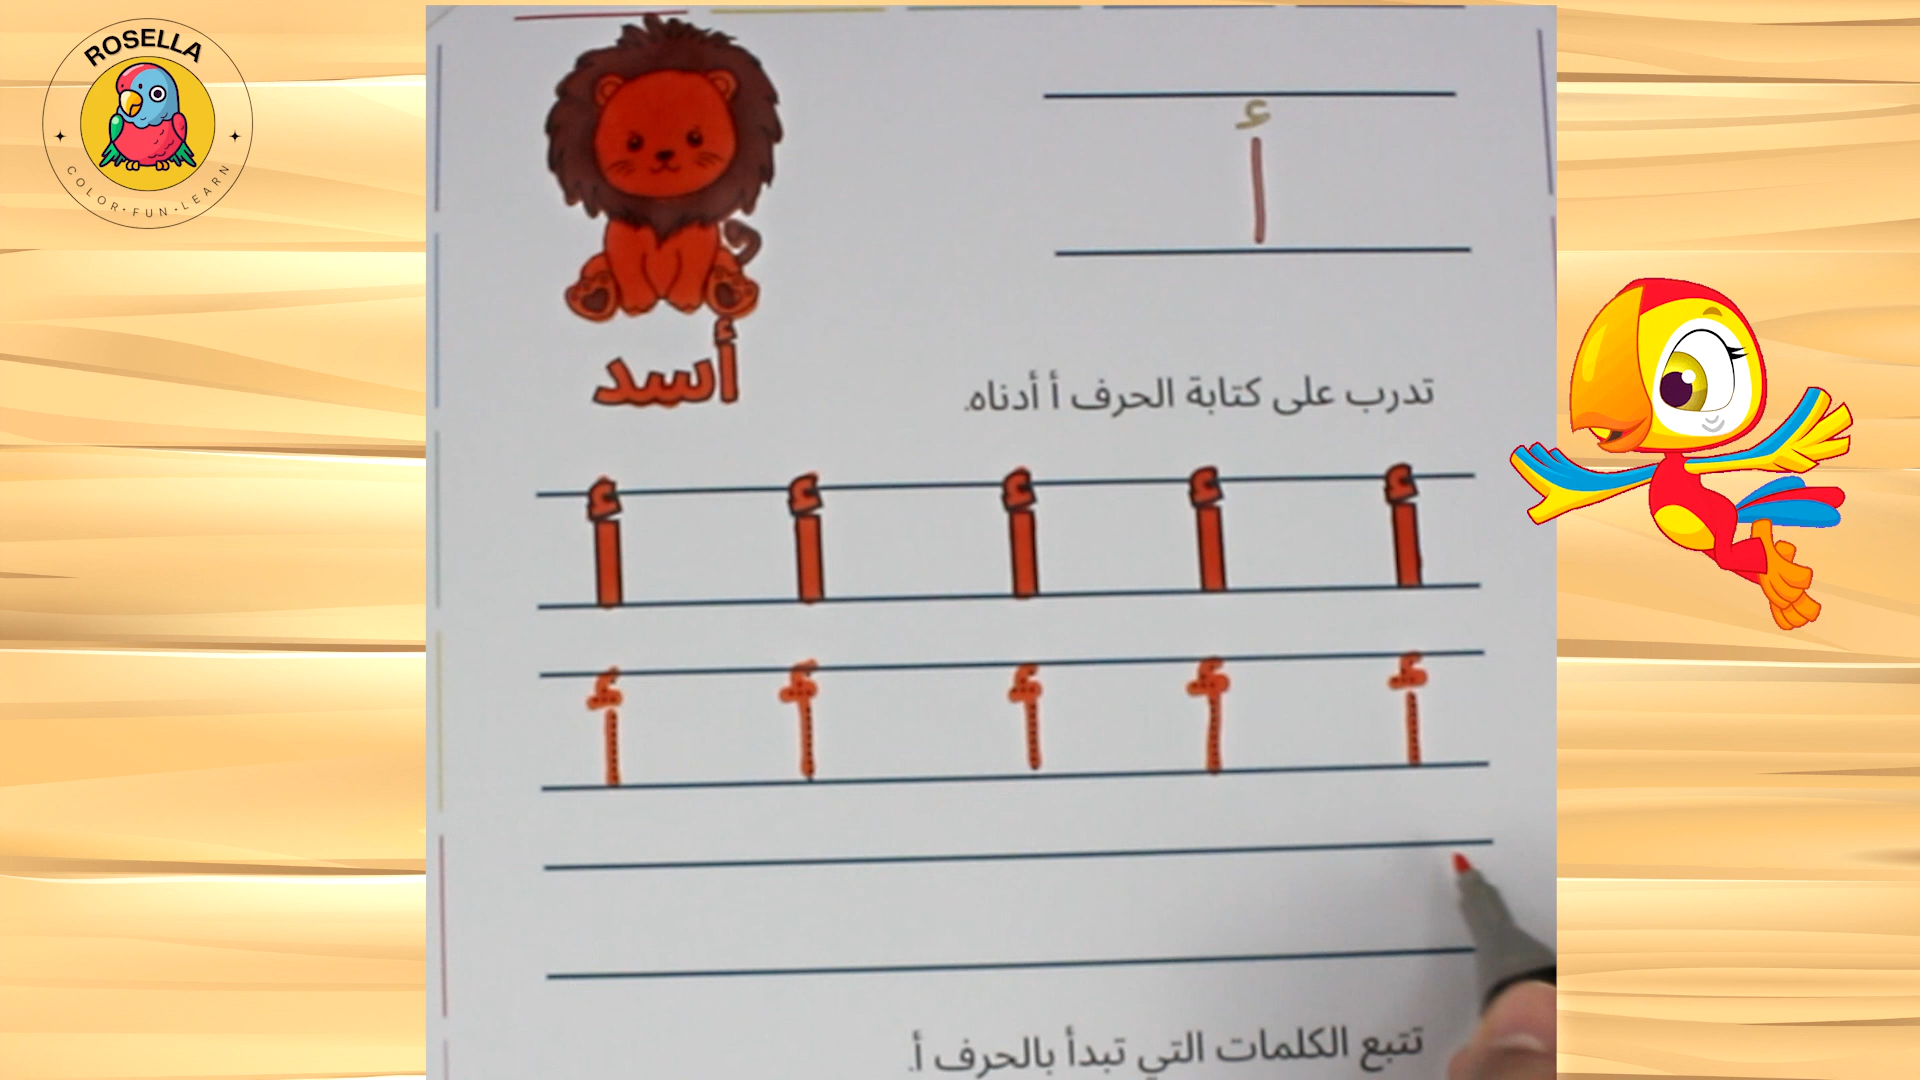 ROSELLA
COLOR·FUN·LEARN
أ
أسد
تدرب على كتابة الحرف أ أدناه.
أ أ أ أ أ
أ أ أ أ أ
تتبع الكلمات التي تبدأ بالحرف أ.